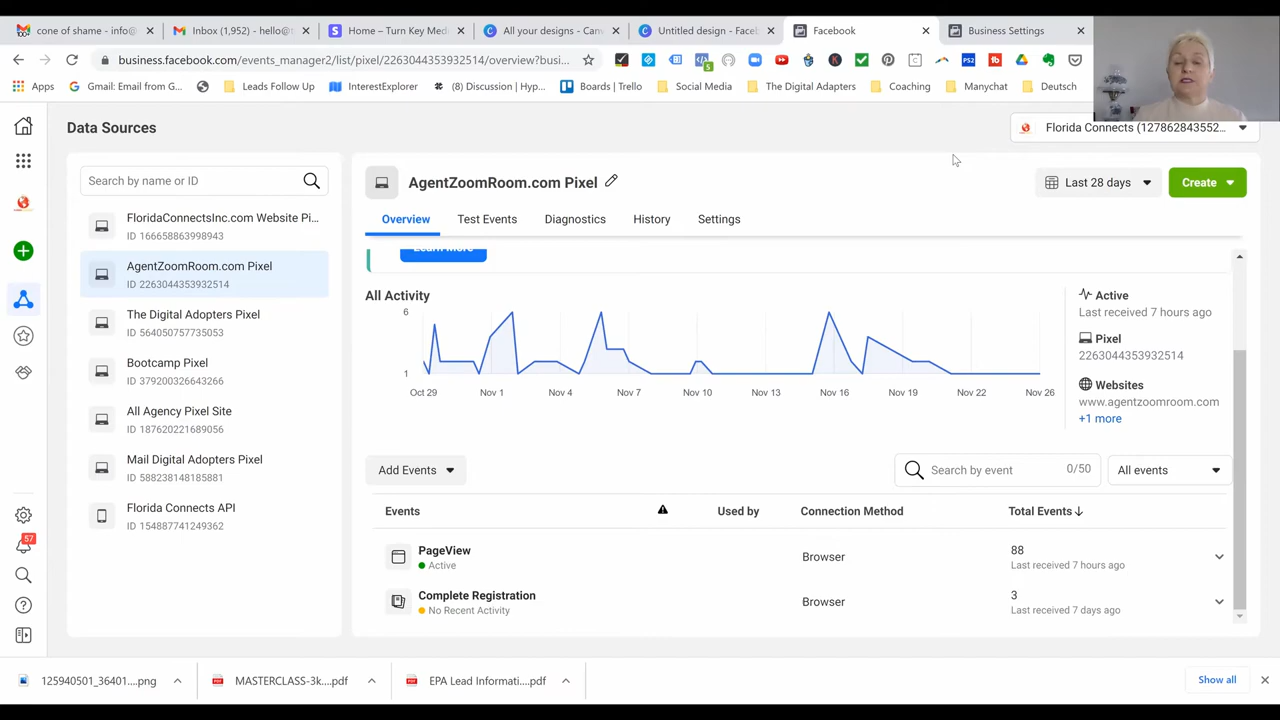 cone of shame: info@
Inbox (1,952) - hello@t
Home – Turn Key Med
All your designs - Canv
Untitled design - Faceb
Facebook
Business Settings
business.facebook.com/events_manager2/list/pixel/2263044353932514/overview?busi...
Apps
Gmail: Email from G...
Leads Follow Up
InterestExplorer
(8) Discussion | Hyp...
Boards | Trello
Social Media
The Digital Adopters
Coaching
Manychat
Deutsch
Data Sources
Florida Connects (127862843552...
Search by name or ID
FloridaConnectsInc.com Website Pi...
ID 166658863998943
AgentZoomRoom.com Pixel
ID 2263044353932514
The Digital Adopters Pixel
ID 564050757735053
Bootcamp Pixel
ID 379200326643266
All Agency Pixel Site
ID 187620221689056
Mail Digital Adopters Pixel
ID 588238148185881
Florida Connects API
ID 154887741249362
57
AgentZoomRoom.com Pixel
Last 28 days
Create
Overview
Test Events
Diagnostics
History
Settings
Learn More
All Activity
6
1
Oct 29
Nov 1
Nov 4
Nov 7
Nov 10
Nov 13
Nov 16
Nov 19
Nov 22
Nov 26
Active
Last received 7 hours ago
Pixel
2263044353932514
Websites
www.agentzoomroom.com
+1 more
Add Events
Search by event
0/50
All events
Events
Used by
Connection Method
Total Events
PageView
Active
Browser
88
Last received 7 hours ago
Complete Registration
No Recent Activity
Browser
3
Last received 7 days ago
125940501_36401....png
MASTERCLASS-3k....pdf
EPA Lead Informati....pdf
Show all